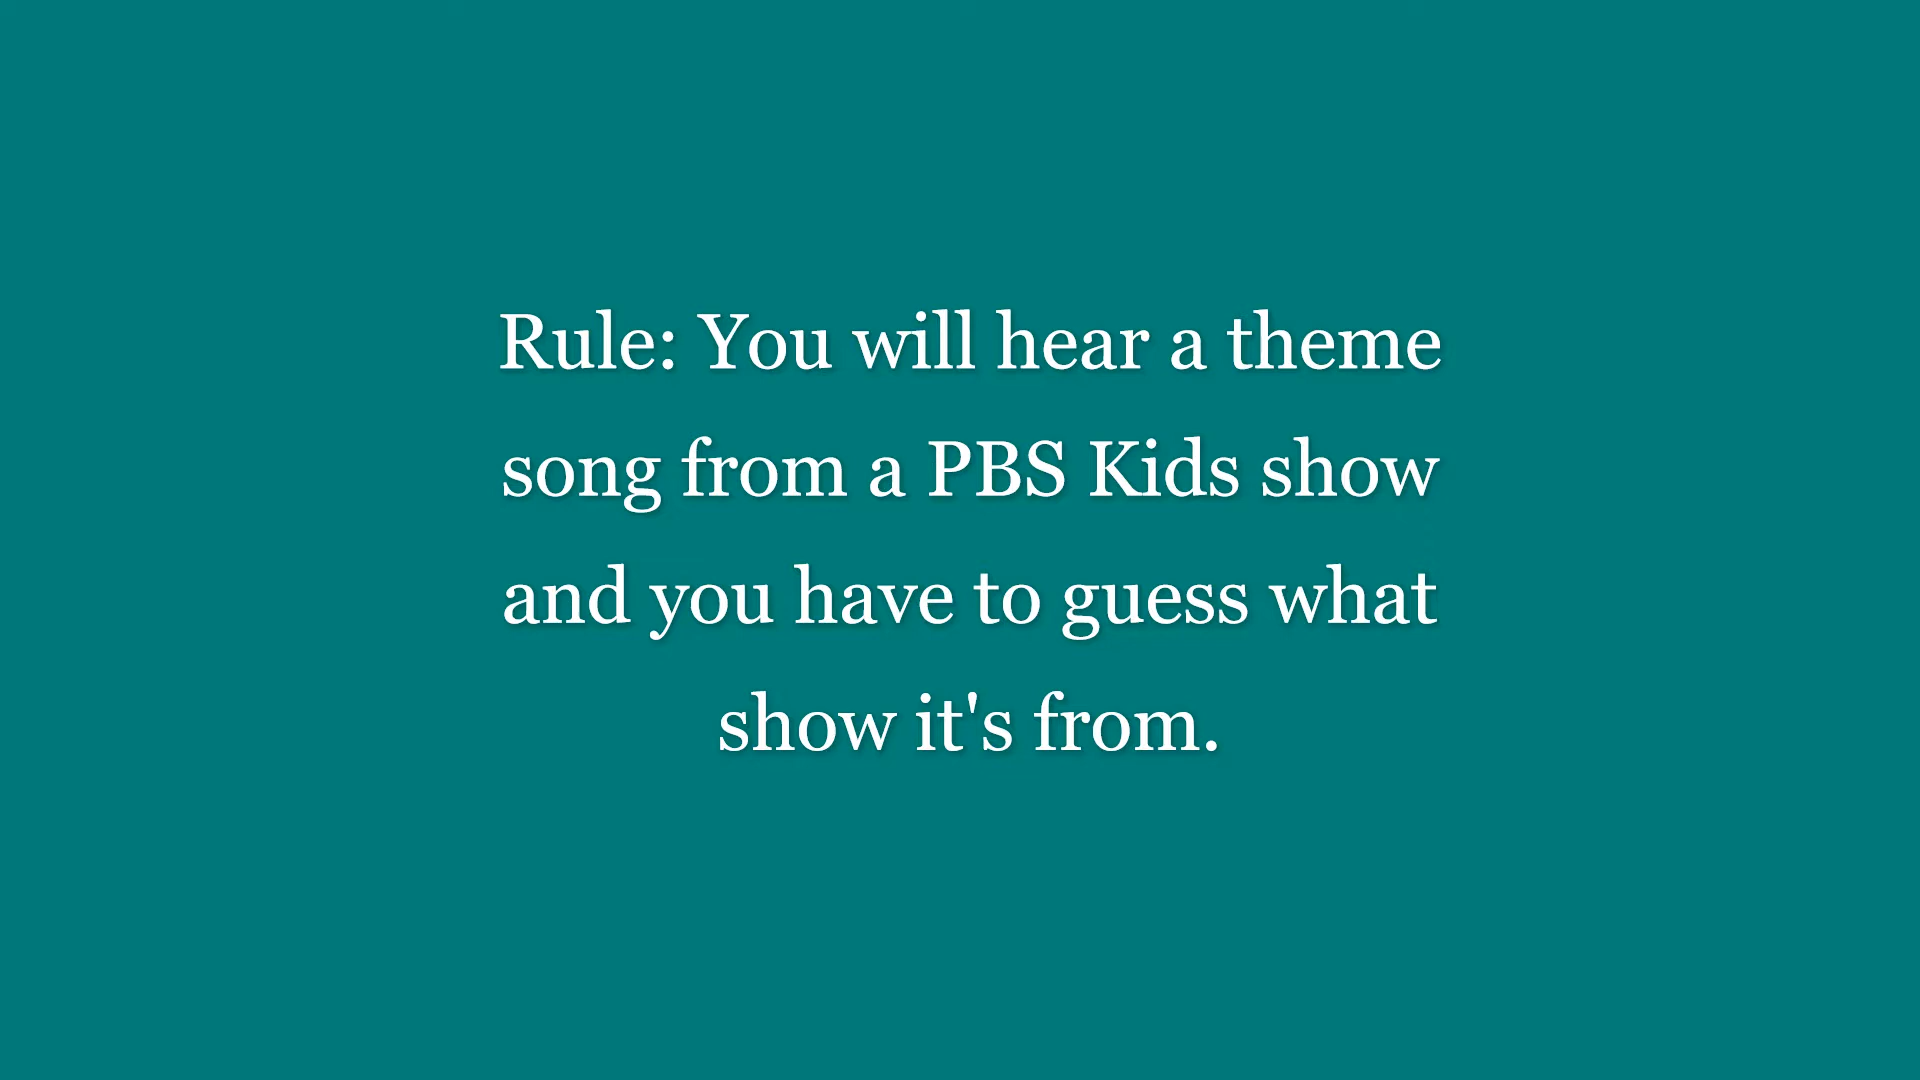 Rule: You will hear a theme
song from a PBS Kids show
and you have to guess what
show it's from.